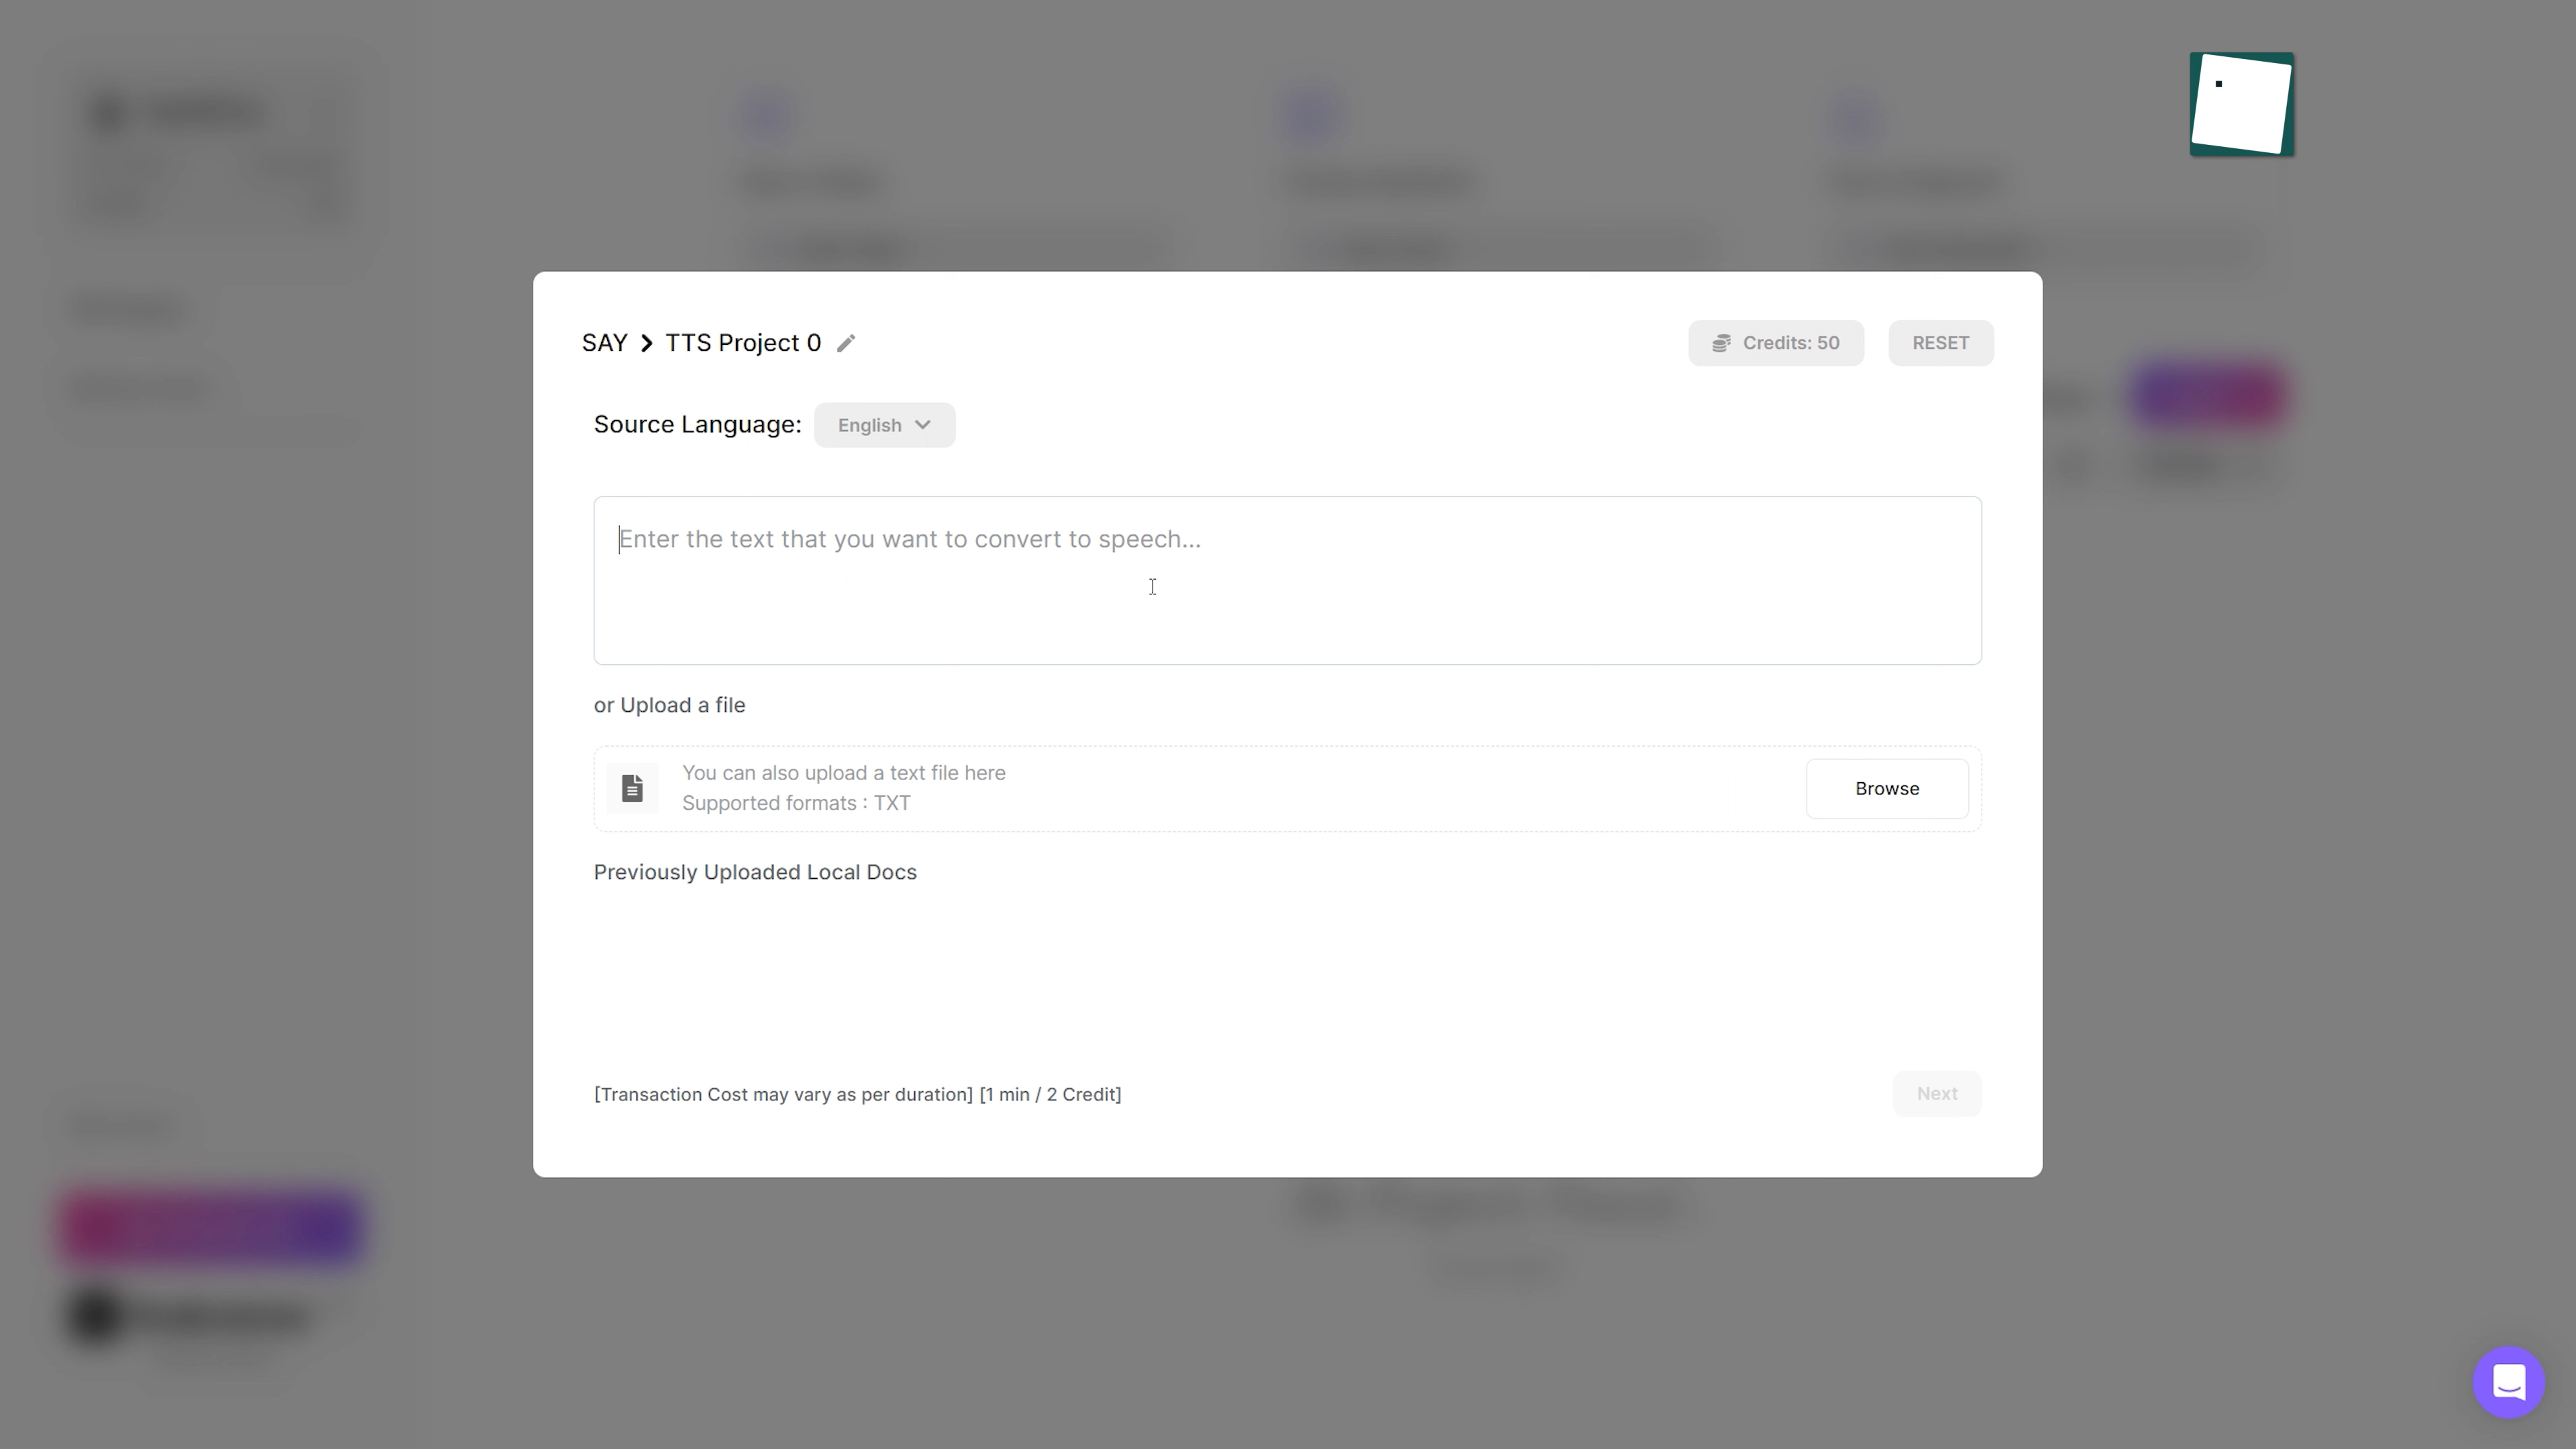 SAY > TTS Project 0
Credits: 50
RESET
Source Language: English
Enter the text that you want to convert to speech...
or Upload a file
You can also upload a text file here
Supported formats : TXT
Browse
Previously Uploaded Local Docs
[Transaction Cost may vary as per duration] [1 min / 2 Credit]
Next